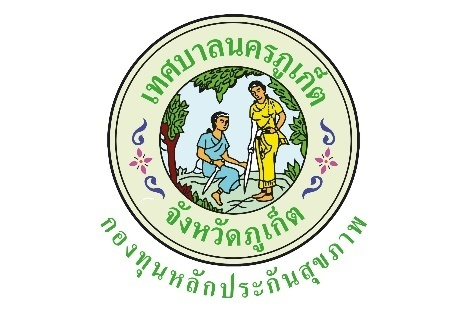 เทศบาลนครภูเก็ต
จังหวัดภูเก็ต
กองทุนหลักประกันสุขภาพ